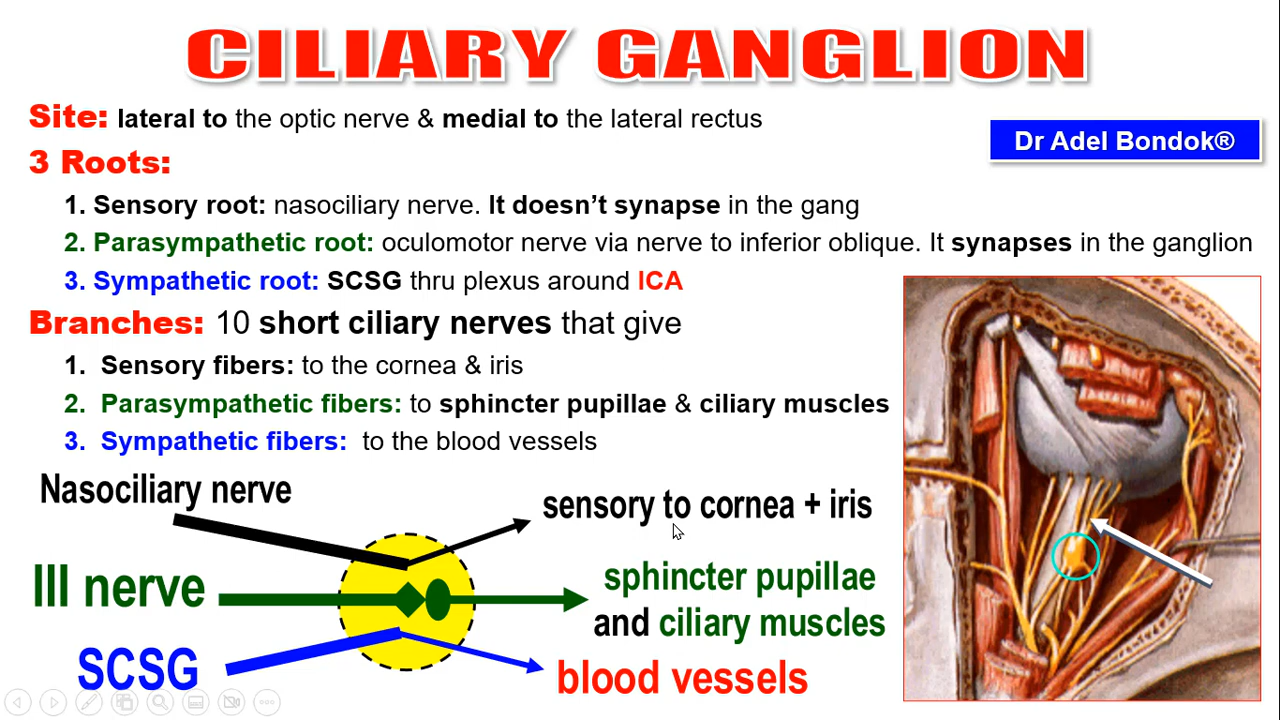 CILIARY GANGLION
Site: lateral to the optic nerve & medial to the lateral rectus
Dr Adel Bondok®
3 Roots:
1. Sensory root: nasociliary nerve. It doesn’t synapse in the gang
2. Parasympathetic root: oculomotor nerve via nerve to inferior oblique. It synapses in the ganglion
3. Sympathetic root: SCSG thru plexus around ICA
Branches: 10 short ciliary nerves that give
1. Sensory fibers: to the cornea & iris
2. Parasympathetic fibers: to sphincter pupillae & ciliary muscles
3. Sympathetic fibers: to the blood vessels
Nasociliary nerve
sensory to cornea + iris
III nerve
sphincter pupillae
and ciliary muscles
SCSG
blood vessels